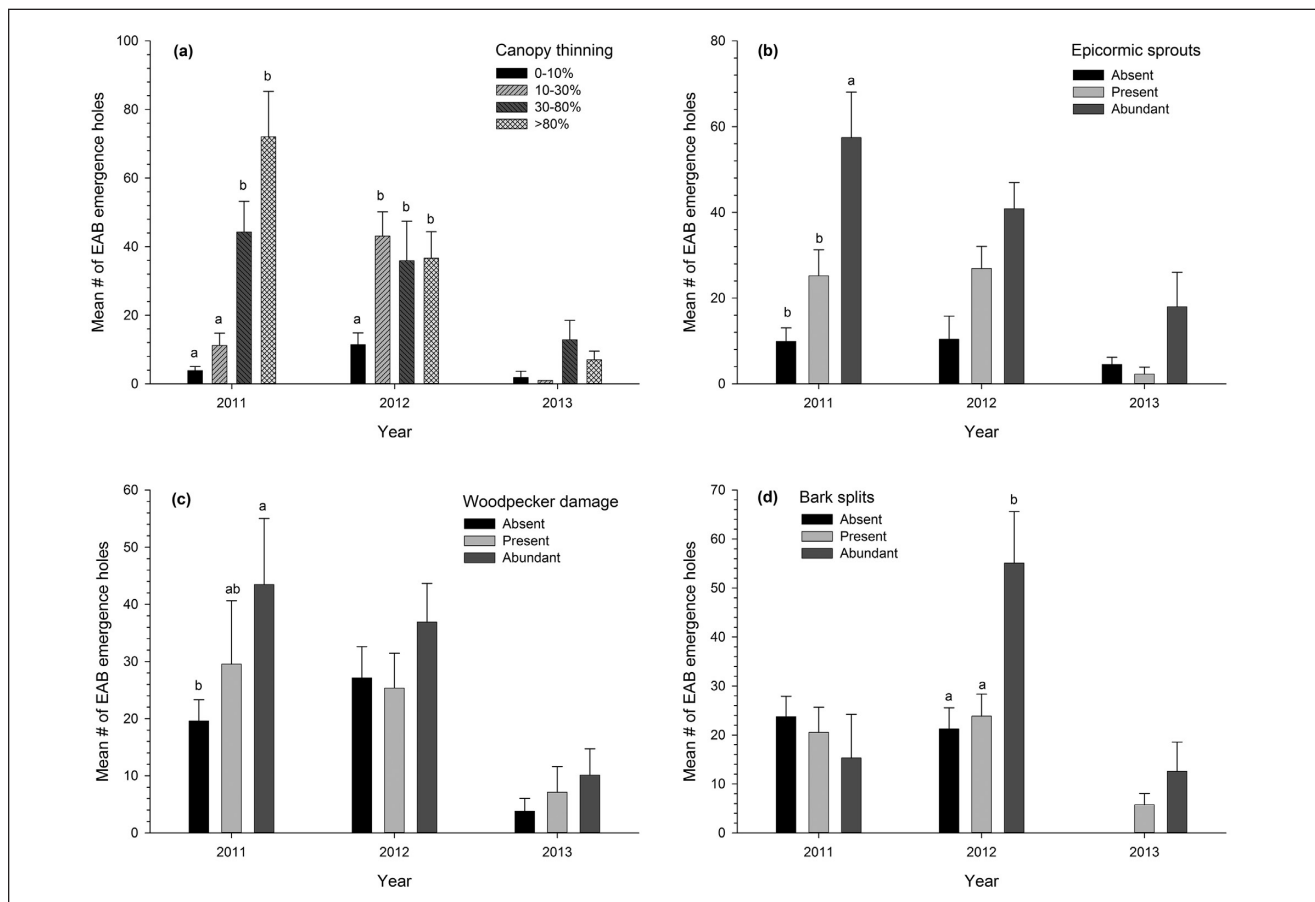 (a)
Canopy thinning
0-10%
10-30%
30-80%
>80%
Mean # of EAB emergence holes
100
80
60
40
20
0
a
a
b
b
a
b
b
b
2011
2012
2013
Year
(b)
Epicormic sprouts
Absent
Present
Abundant
Mean # of EAB emergence holes
80
60
40
20
0
b
b
a
2011
2012
2013
Year
(c)
Woodpecker damage
Absent
Present
Abundant
Mean # of EAB emergence holes
60
50
40
30
20
10
0
b
ab
a
2011
2012
2013
Year
(d)
Bark splits
Absent
Present
Abundant
Mean # of EAB emergence holes
70
60
50
40
30
20
10
0
a
a
b
2011
2012
2013
Year